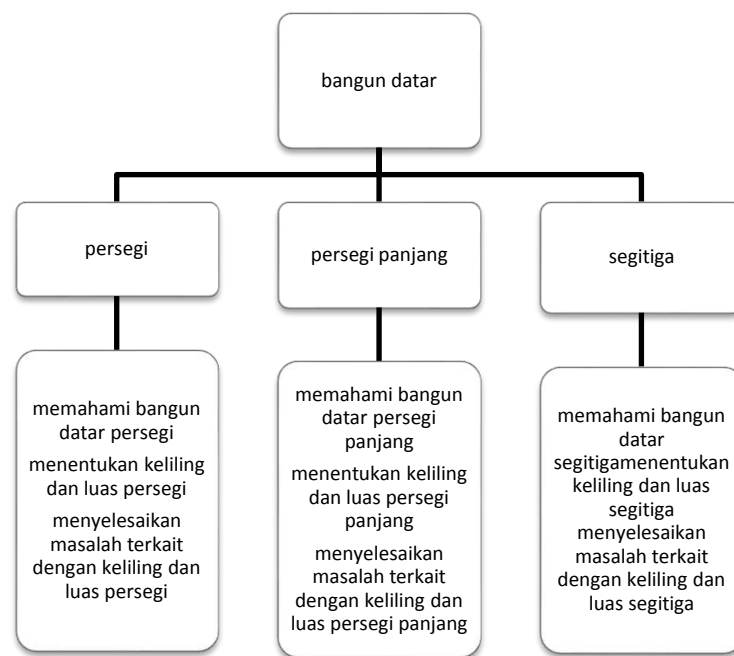 bangun datar
persegi
persegi panjang
segitiga
memahami bangun
datar persegi
menentukan keliling
dan luas persegi
menyelesaikan
masalah terkait
dengan keliling dan
luas persegi
memahami bangun
datar persegi
panjang
menentukan keliling
dan luas persegi
panjang
menyelesaikan
masalah terkait
dengan keliling dan
luas persegi panjang
memahami bangun
datar
segitigamenentukan
keliling dan luas
segitiga
menyelesaikan
masalah terkait
dengan keliling dan
luas segitiga